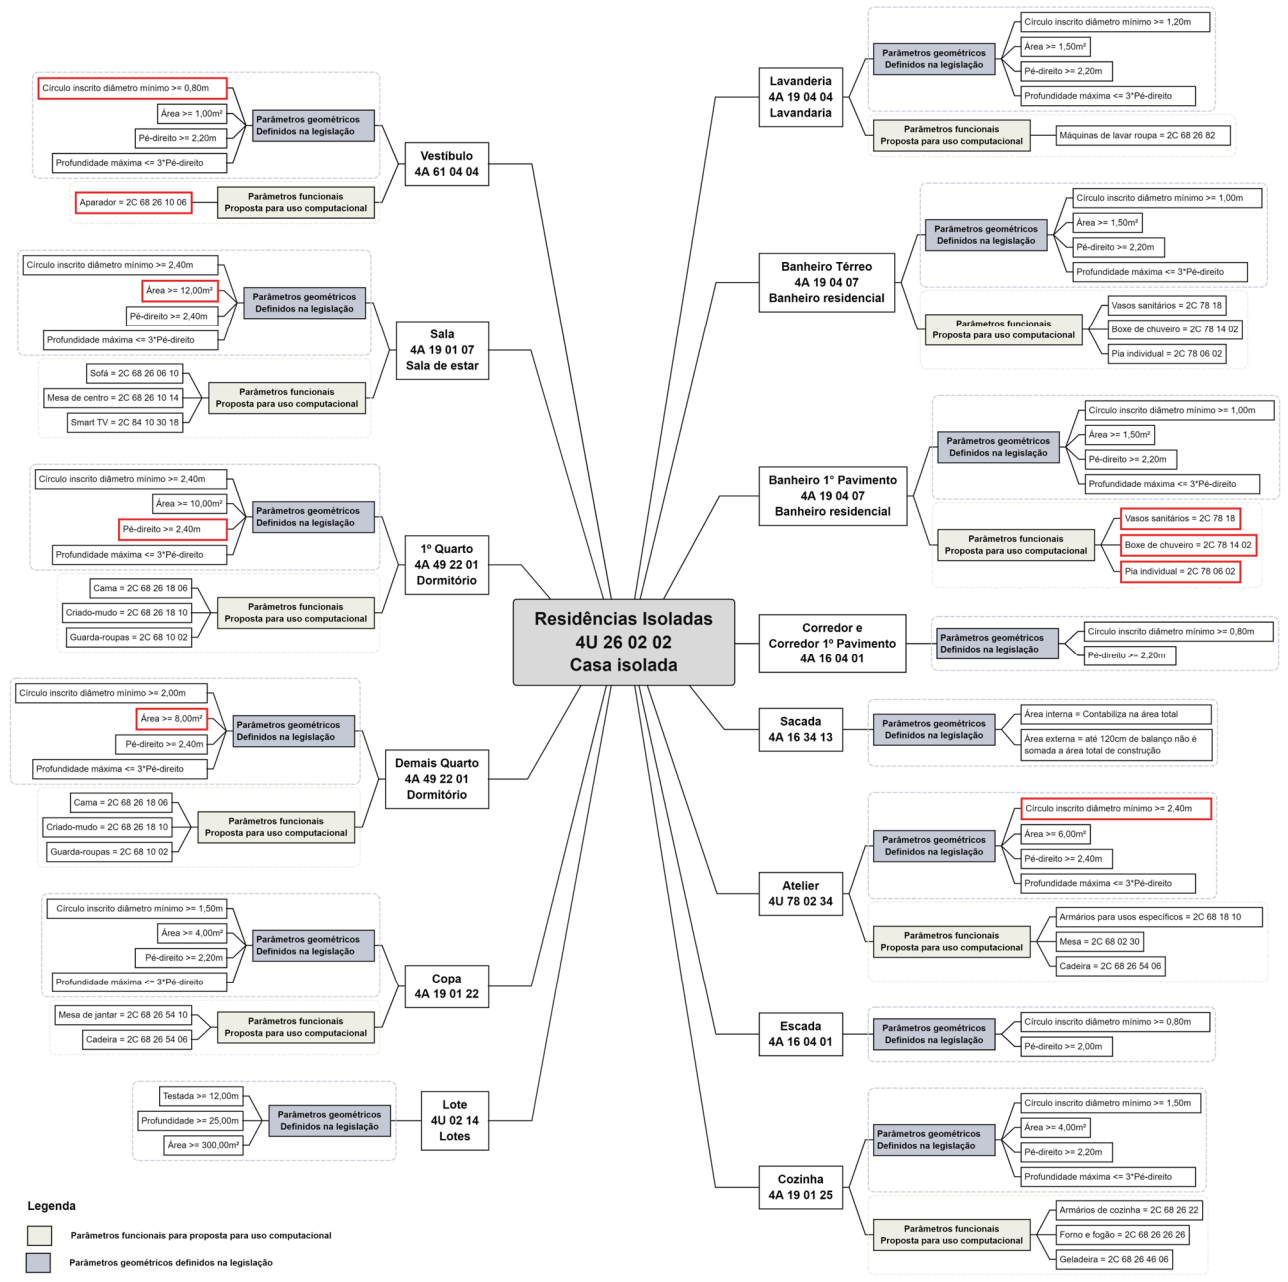 Residências Isoladas
4U 26 02 02
Casa isolada
Círculo inscrito diâmetro mínimo >= 0,80m
Área >= 1,00m²
Pé-direito >= 2,20m
Profundidade máxima <= 3*Pé-direito
Parâmetros geométricos
Definidos na legislação
Aparador = 2C 68 26 10 06
Parâmetros funcionais
Proposta para uso computacional
Vestíbulo
4A 61 04 04
Círculo inscrito diâmetro mínimo >= 2,40m
Área >= 12,00m²
Pé-direito >= 2,40m
Profundidade máxima <= 3*Pé-direito
Parâmetros geométricos
Definidos na legislação
Sofá = 2C 68 26 06 10
Mesa de centro = 2C 68 26 10 14
Smart TV = 2C 84 10 30 18
Parâmetros funcionais
Proposta para uso computacional
Sala
4A 19 01 07
Sala de estar
Círculo inscrito diâmetro mínimo >= 2,40m
Área >= 10,00m²
Pé-direito >= 2,40m
Profundidade máxima <= 3*Pé-direito
Parâmetros geométricos
Definidos na legislação
Cama = 2C 68 26 18 06
Criado-mudo = 2C 68 26 18 10
Guarda-roupas = 2C 68 10 02
Parâmetros funcionais
Proposta para uso computacional
1º Quarto
4A 49 22 01
Dormitório
Círculo inscrito diâmetro mínimo >= 2,00m
Área >= 8,00m²
Pé-direito >= 2,40m
Profundidade máxima <= 3*Pé-direito
Parâmetros geométricos
Definidos na legislação
Cama = 2C 68 26 18 06
Criado-mudo = 2C 68 26 18 10
Guarda-roupas = 2C 68 10 02
Parâmetros funcionais
Proposta para uso computacional
Demais Quarto
4A 49 22 01
Dormitório
Círculo inscrito diâmetro mínimo >= 1,50m
Área >= 4,00m²
Pé-direito >= 2,20m
Profundidade máxima <= 3*Pé-direito
Parâmetros geométricos
Definidos na legislação
Mesa de jantar = 2C 68 26 54 10
Cadeira = 2C 68 26 54 06
Parâmetros funcionais
Proposta para uso computacional
Copa
4A 19 01 22
Testada >= 12,00m
Profundidade >= 25,00m
Área >= 300,00m²
Parâmetros geométricos
Definidos na legislação
Lote
4U 02 14
Lotes
Lavanderia
4A 19 04 04
Lavandaria
Parâmetros geométricos
Definidos na legislação
Círculo inscrito diâmetro mínimo >= 1,20m
Área >= 1,50m²
Pé-direito >= 2,20m
Profundidade máxima <= 3*Pé-direito
Parâmetros funcionais
Proposta para uso computacional
Máquinas de lavar roupa = 2C 68 26 82
Banheiro Térreo
4A 19 04 07
Banheiro residencial
Parâmetros geométricos
Definidos na legislação
Círculo inscrito diâmetro mínimo >= 1,00m
Área >= 1,50m²
Pé-direito >= 2,20m
Profundidade máxima <= 3*Pé-direito
Parâmetros funcionais
Proposta para uso computacional
Vasos sanitários = 2C 78 18
Boxe de chuveiro = 2C 78 14 02
Pia individual = 2C 78 06 02
Banheiro 1° Pavimento
4A 19 04 07
Banheiro residencial
Parâmetros geométricos
Definidos na legislação
Círculo inscrito diâmetro mínimo >= 1,00m
Área >= 1,50m²
Pé-direito >= 2,20m
Profundidade máxima <= 3*Pé-direito
Parâmetros funcionais
Proposta para uso computacional
Vasos sanitários = 2C 78 18
Boxe de chuveiro = 2C 78 14 02
Pia individual = 2C 78 06 02
Corredor e
Corredor 1º Pavimento
4A 16 04 01
Parâmetros geométricos
Definidos na legislação
Círculo inscrito diâmetro mínimo >= 0,80m
Pé-direito >= 2,20m
Sacada
4A 16 34 13
Parâmetros geométricos
Definidos na legislação
Área interna = Contabiliza na área total
Área externa = até 120cm de balanço não é
somada a área total de construção
Atelier
4U 78 02 34
Parâmetros geométricos
Definidos na legislação
Círculo inscrito diâmetro mínimo >= 2,40m
Área >= 6,00m²
Pé-direito >= 2,40m
Profundidade máxima <= 3*Pé-direito
Parâmetros funcionais
Proposta para uso computacional
Armários para usos específicos = 2C 68 18 10
Mesa = 2C 68 02 30
Cadeira = 2C 68 26 54 06
Escada
4A 16 04 01
Parâmetros geométricos
Definidos na legislação
Círculo inscrito diâmetro mínimo >= 0,80m
Pé-direito >= 2,00m
Cozinha
4A 19 01 25
Parâmetros geométricos
Definidos na legislação
Círculo inscrito diâmetro mínimo >= 1,50m
Área >= 4,00m²
Pé-direito >= 2,20m
Profundidade máxima <= 3*Pé-direito
Parâmetros funcionais
Proposta para uso computacional
Armários de cozinha = 2C 68 26 22
Forno e fogão = 2C 68 26 26 26
Geladeira = 2C 68 26 46 06
Legenda
Parâmetros funcionais para proposta para uso computacional
Parâmetros geométricos definidos na legislação